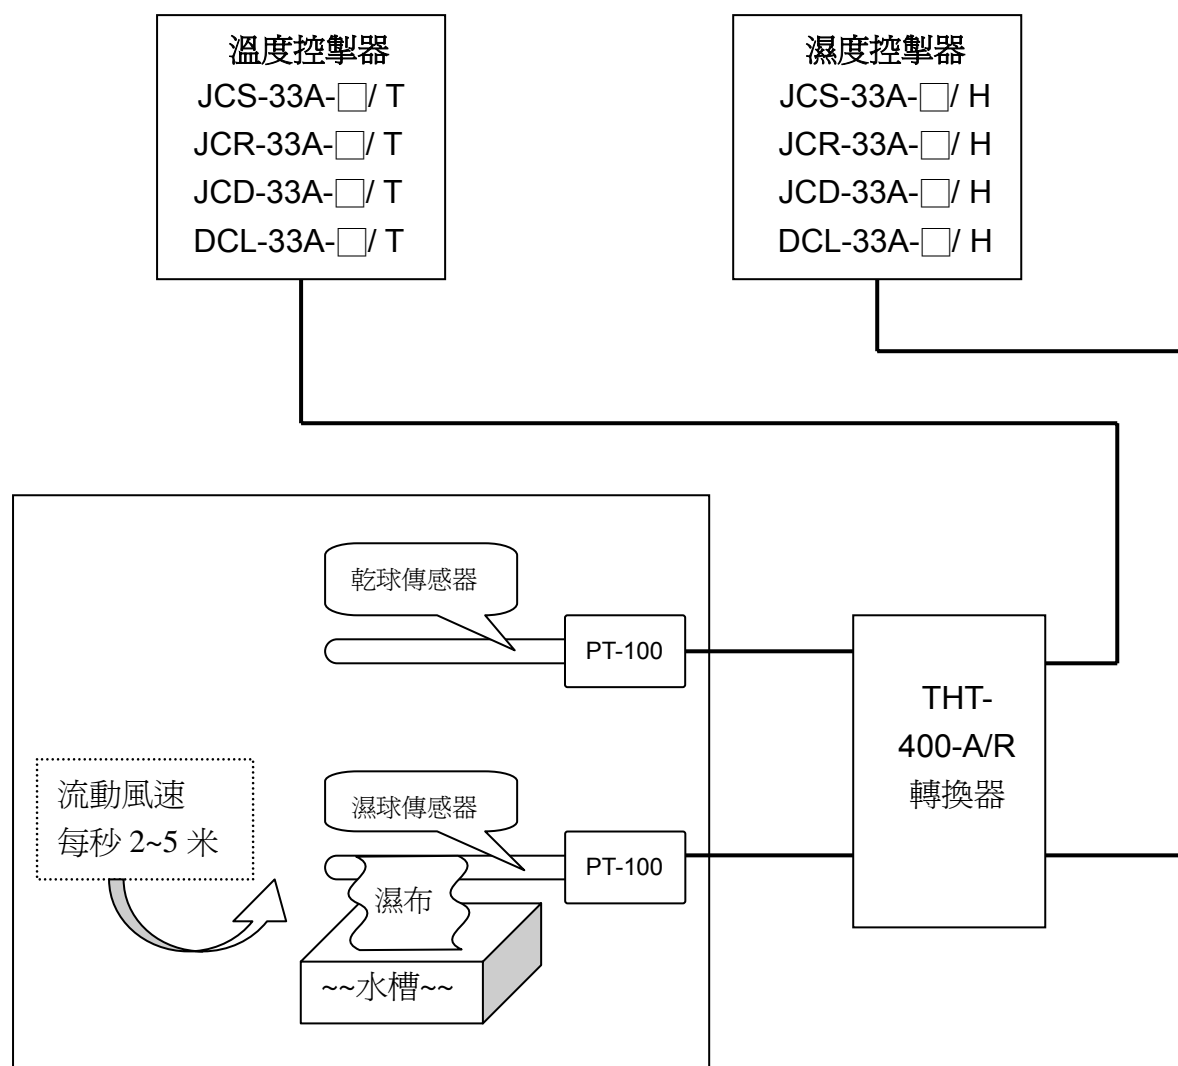 溫度控掣器
JCS-33A-□/ T
JCR-33A-□/ T
JCD-33A-□/ T
DCL-33A-□/ T
濕度控掣器
JCS-33A-□/ H
JCR-33A-□/ H
JCD-33A-□/ H
DCL-33A-□/ H
乾球傳感器
PT-100
THT-
400-A/R
轉換器
流動風速
每秒 2~5 米
濕球傳感器
PT-100
濕布
~~水槽~~